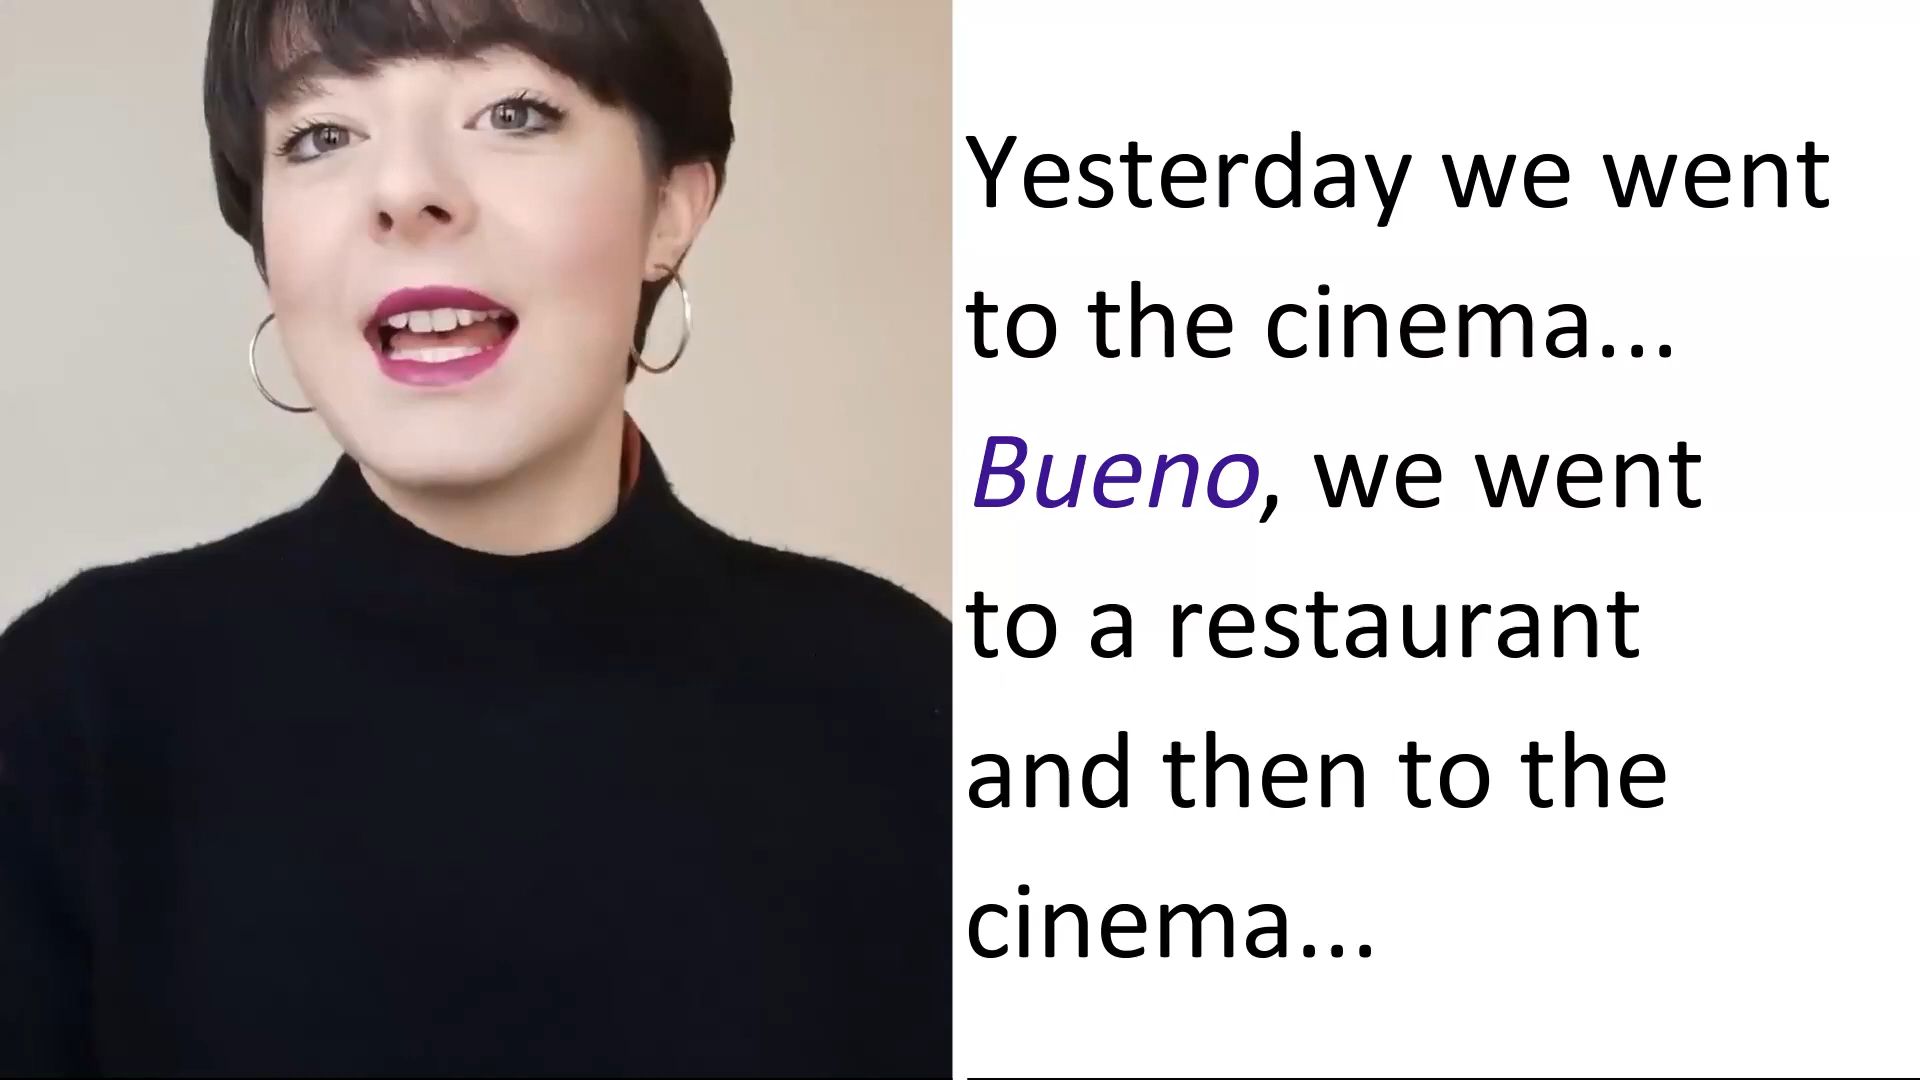 Yesterday we went
to the cinema...
Bueno, we went
to a restaurant
and then to the
cinema...